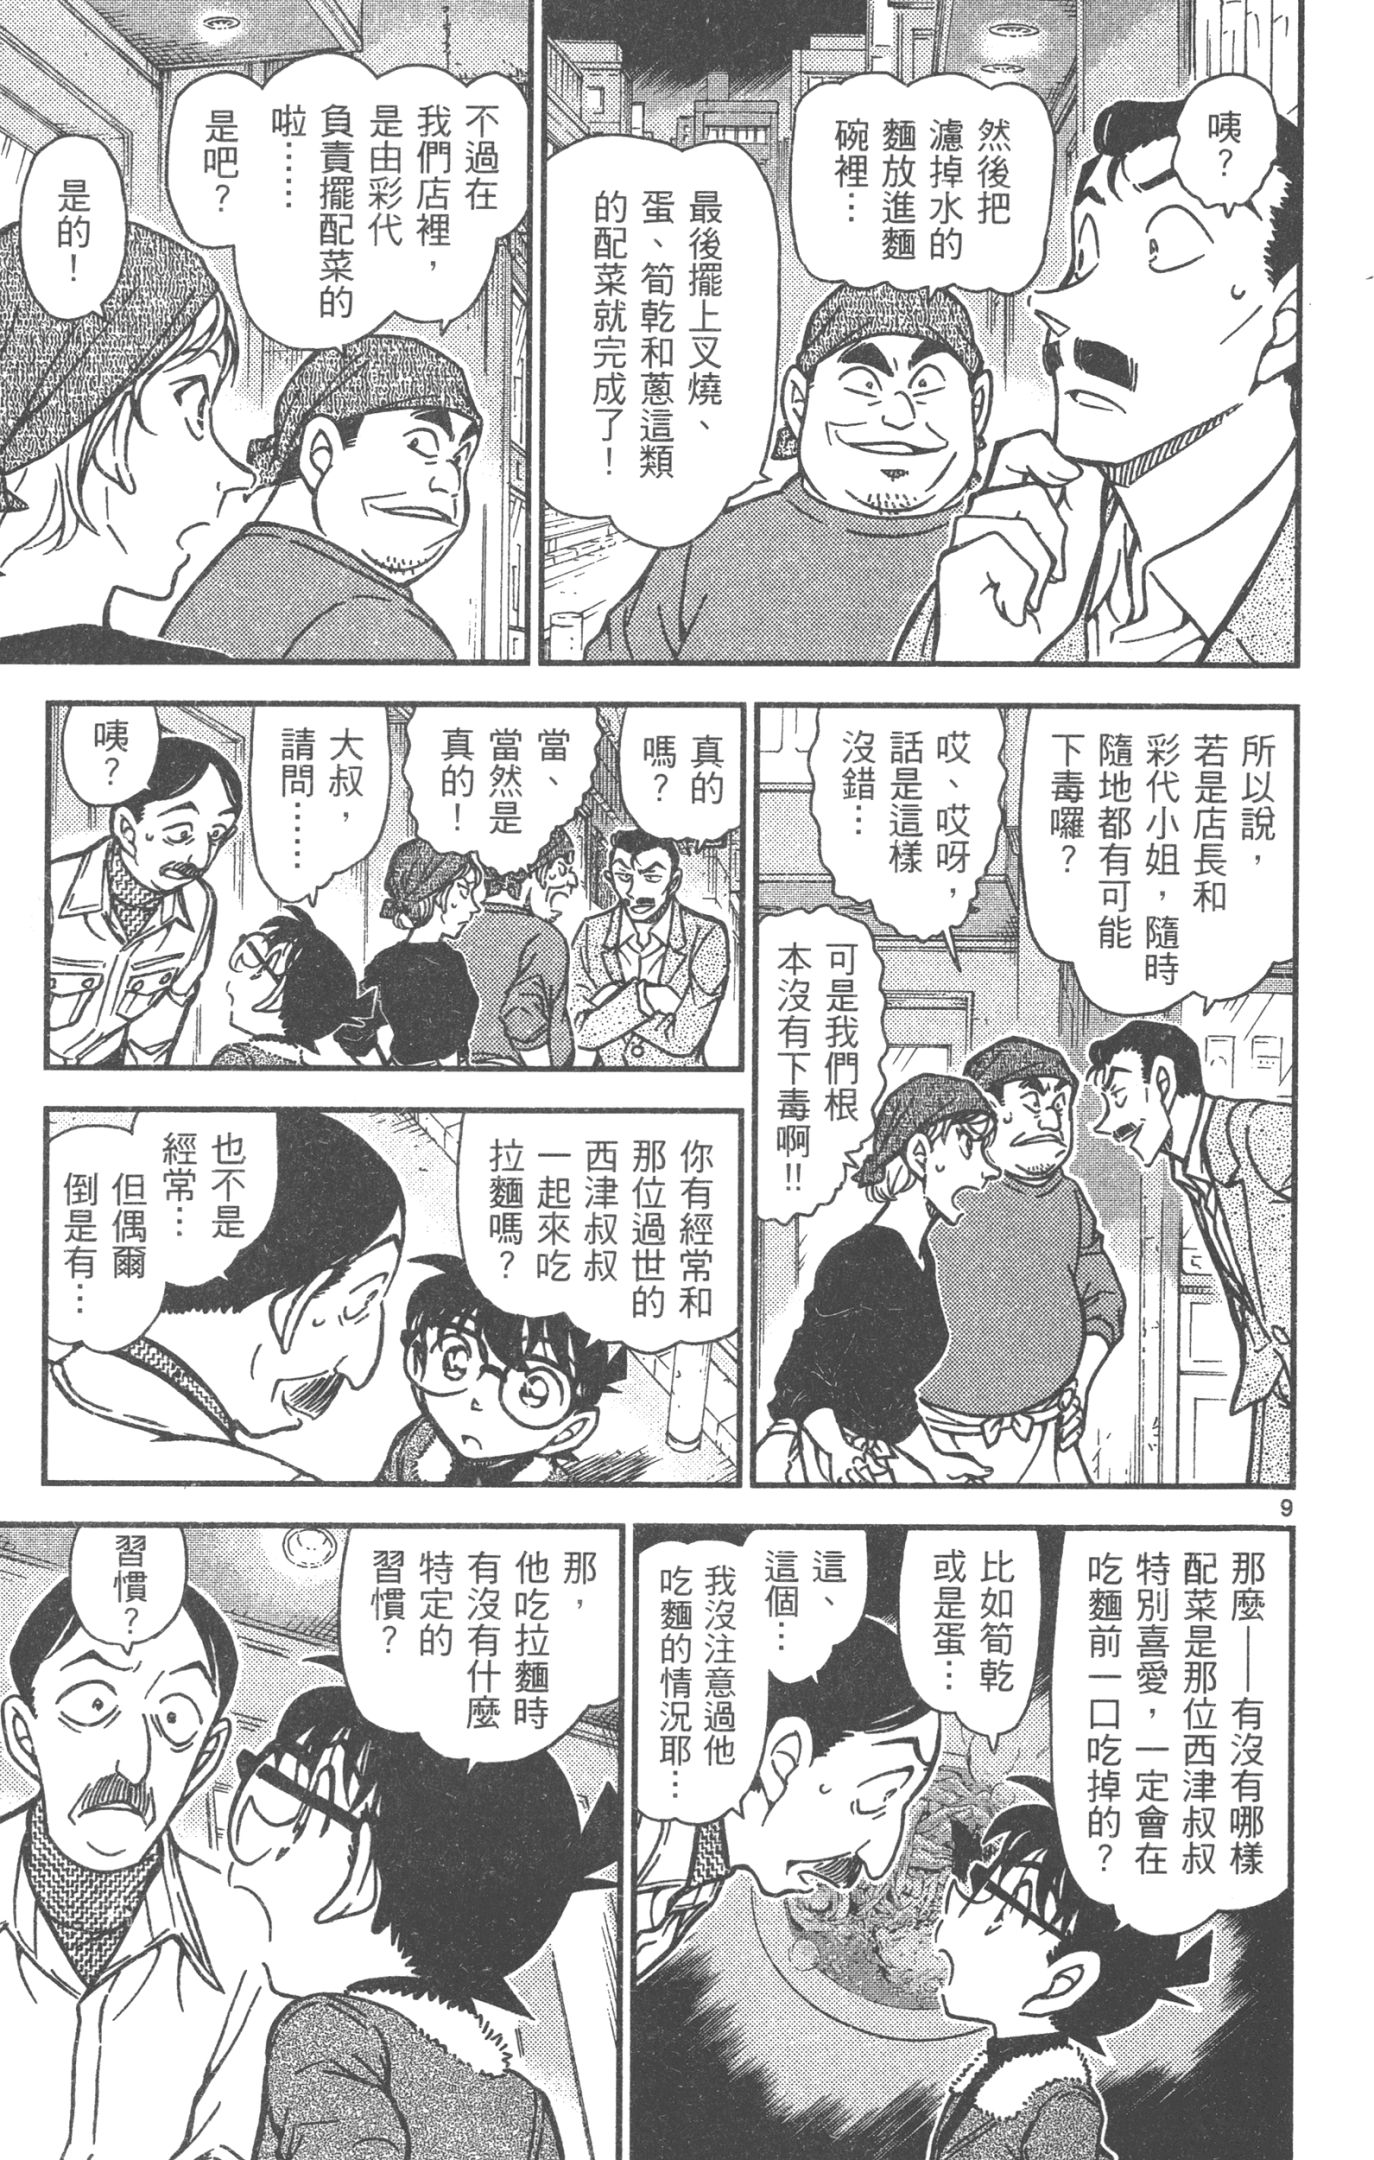 咦？
然後把
濾掉水的
麵放進麵
碗裡…
最後擺上叉燒、
蛋、筍乾和蔥這類
的配菜就完成了！
不過在
我們店裡，
是由彩代
負責擺配菜的
啦……
是吧？
是的！
所以說，
若是店長和
彩代小姐，隨時
隨地都有可能
下毒囉？
哎、哎呀，
話是這樣
沒錯…
可是我們根
本沒有下毒啊!!
真的
嗎？
當、
當然是
真的！
大叔，
請問……
咦？
你有經常和
那位過世的
西津叔叔
一起來吃
拉麵嗎？
也不是
經常…
但偶爾
倒是有…
9
那麼——有沒有哪樣
配菜是那位西津叔叔
特別喜愛，一定會在
吃麵前一口吃掉的？
比如筍乾
或是蛋…
這、
這個…
我沒注意過他
吃麵的情況耶…
那，
他吃拉麵時
有沒有什麼
特定的
習慣？
習慣？